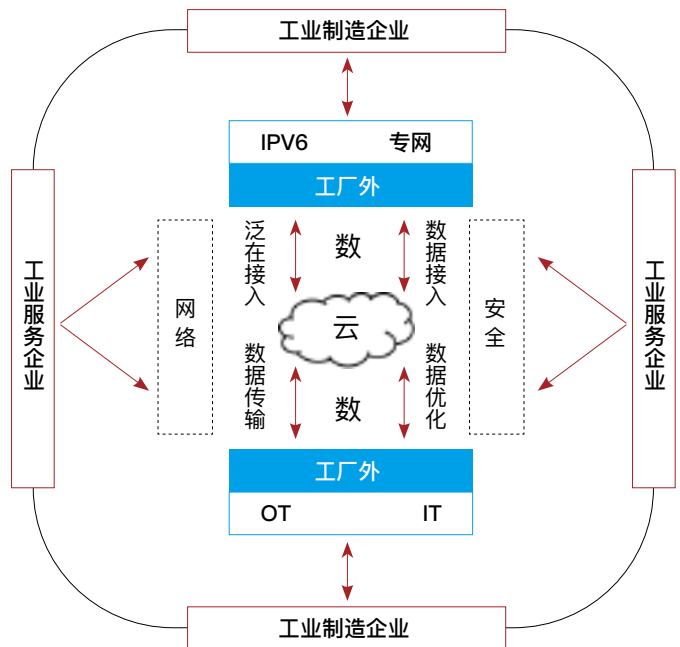 工业制造企业
IPV6 专网
工厂外
泛在接入
数
数据接入
工业服务企业
网络
云
安全
工业服务企业
数据传输
数
数据优化
工厂外
OT IT
工业制造企业